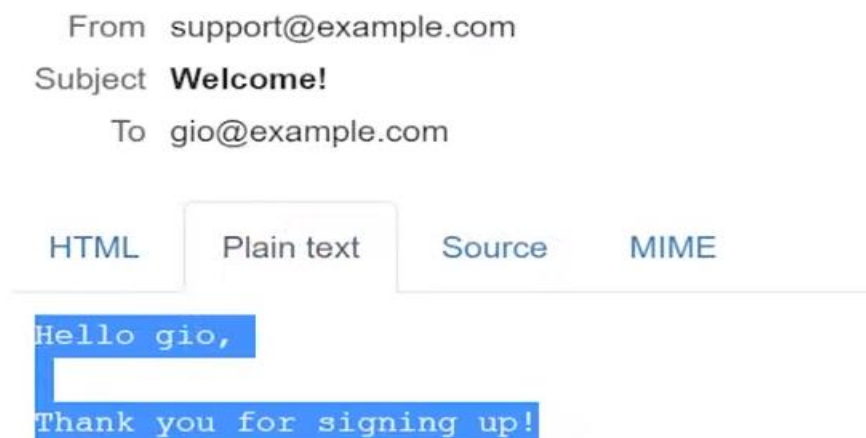 From support@example.com
Subject Welcome!
To gio@example.com
HTML Plain text Source MIME
Hello gio,
Thank you for signing up!